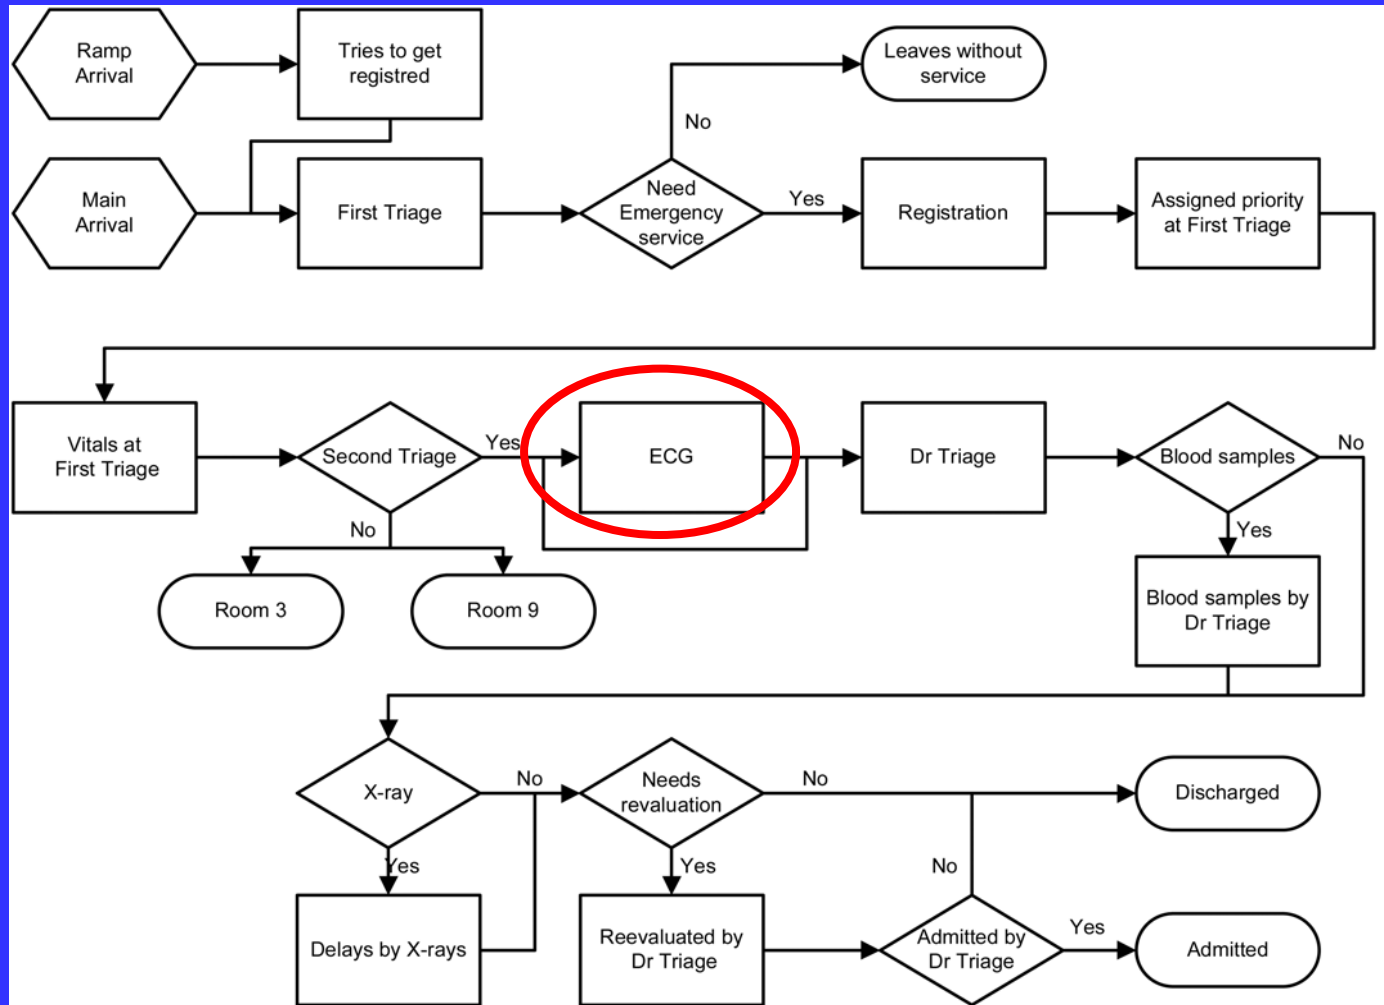 Ramp
Arrival
Tries to get
registred
Leaves without
service
No
Main
Arrival
First Triage
Need
Emergency
service
Yes
Registration
Assigned priority
at First Triage
Vitals at
First Triage
Second Triage
Yes
ECG
Dr Triage
Blood samples
No
No
Yes
Room 3
Room 9
Blood samples by
Dr Triage
X-ray
No
Needs
revaluation
No
Discharged
Yes
Yes
No
Delays by X-rays
Reevaluated by
Dr Triage
Admitted by
Dr Triage
Yes
Admitted